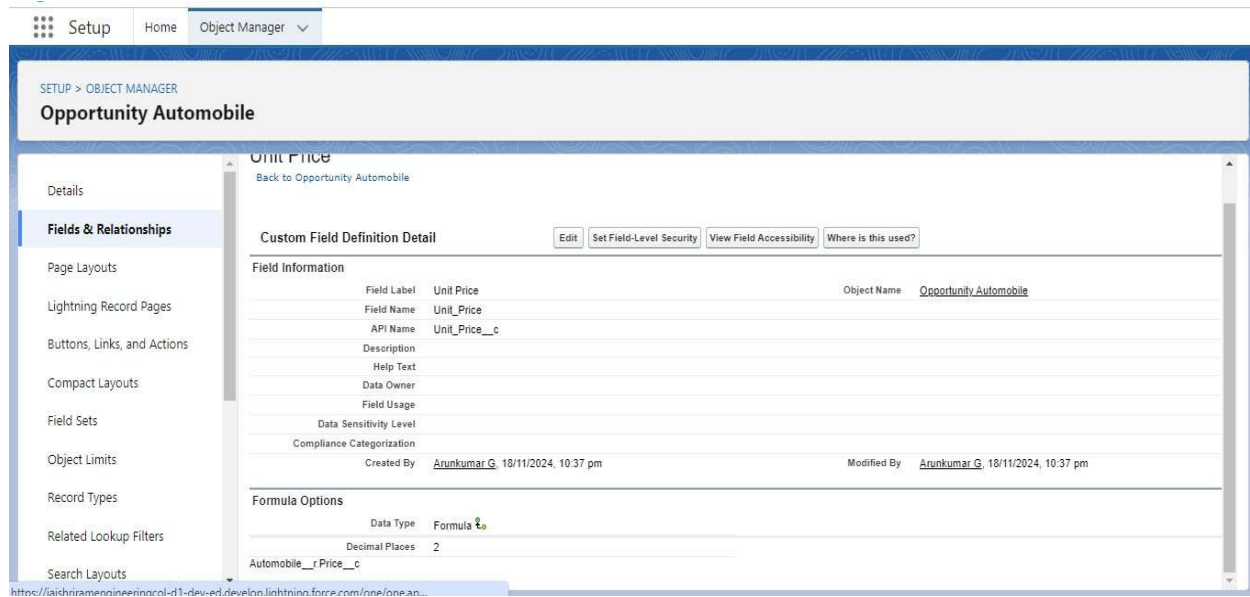 Setup Home Object Manager
SETUP > OBJECT MANAGER
Opportunity Automobile
Details
Fields & Relationships
Page Layouts
Lightning Record Pages
Buttons, Links, and Actions
Compact Layouts
Field Sets
Object Limits
Record Types
Related Lookup Filters
Search Layouts
Unit Price
Back to Opportunity Automobile
Custom Field Definition Detail Edit Set Field-Level Security View Field Accessibility Where is this used?
Field Information
Field Label Unit Price Object Name Opportunity Automobile
Field Name Unit_Price
API Name Unit_Price__c
Description
Help Text
Data Owner
Field Usage
Data Sensitivity Level
Compliance Categorization
Created By Arunkumar G, 18/11/2024, 10:37 pm Modified By Arunkumar G, 18/11/2024, 10:37 pm
Formula Options
Data Type Formula
Decimal Places 2
Automobile__r.Price__c
https://jaishriramengineeringcol-d1-dev-ed.develop.lightning.force.com/one/one.ap...